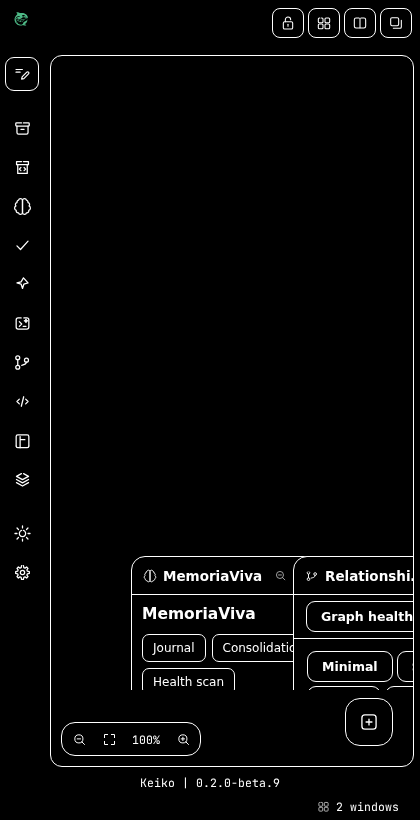 MemoriaViva
Relationshi.
MemoriaViva
Graph health
Journal
Consolidatio
Minimal
Health scan
100%
Keiko | 0.2.0-beta.9
2 windows